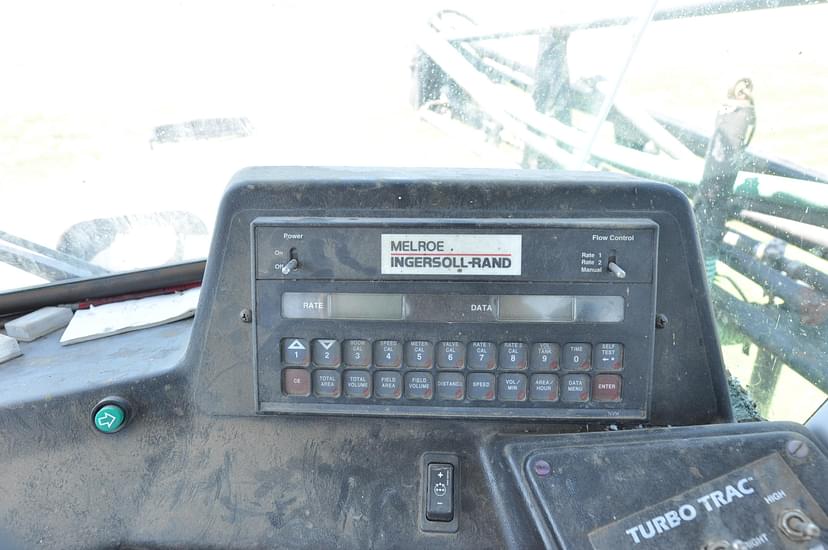 Power
On
Off
MELROE
INGERSOLL-RAND
Flow Control
Rate 1
Rate 2
Manual
RATE
DATA
1
2
BOOM CAL 3
SPEED CAL 4
METER CAL 5
VALVE CAL 6
RATE 1 CAL 7
RATE 2 CAL 8
VOL TANK 9
TIME 0
SELF TEST
CE
TOTAL AREA
TOTAL VOLUME
FIELD AREA
FIELD VOLUME
DISTANCE
SPEED
VOL/MIN
AREA/HOUR
DATA MENU
ENTER
+
−
TURBO TRAC™
HIGH